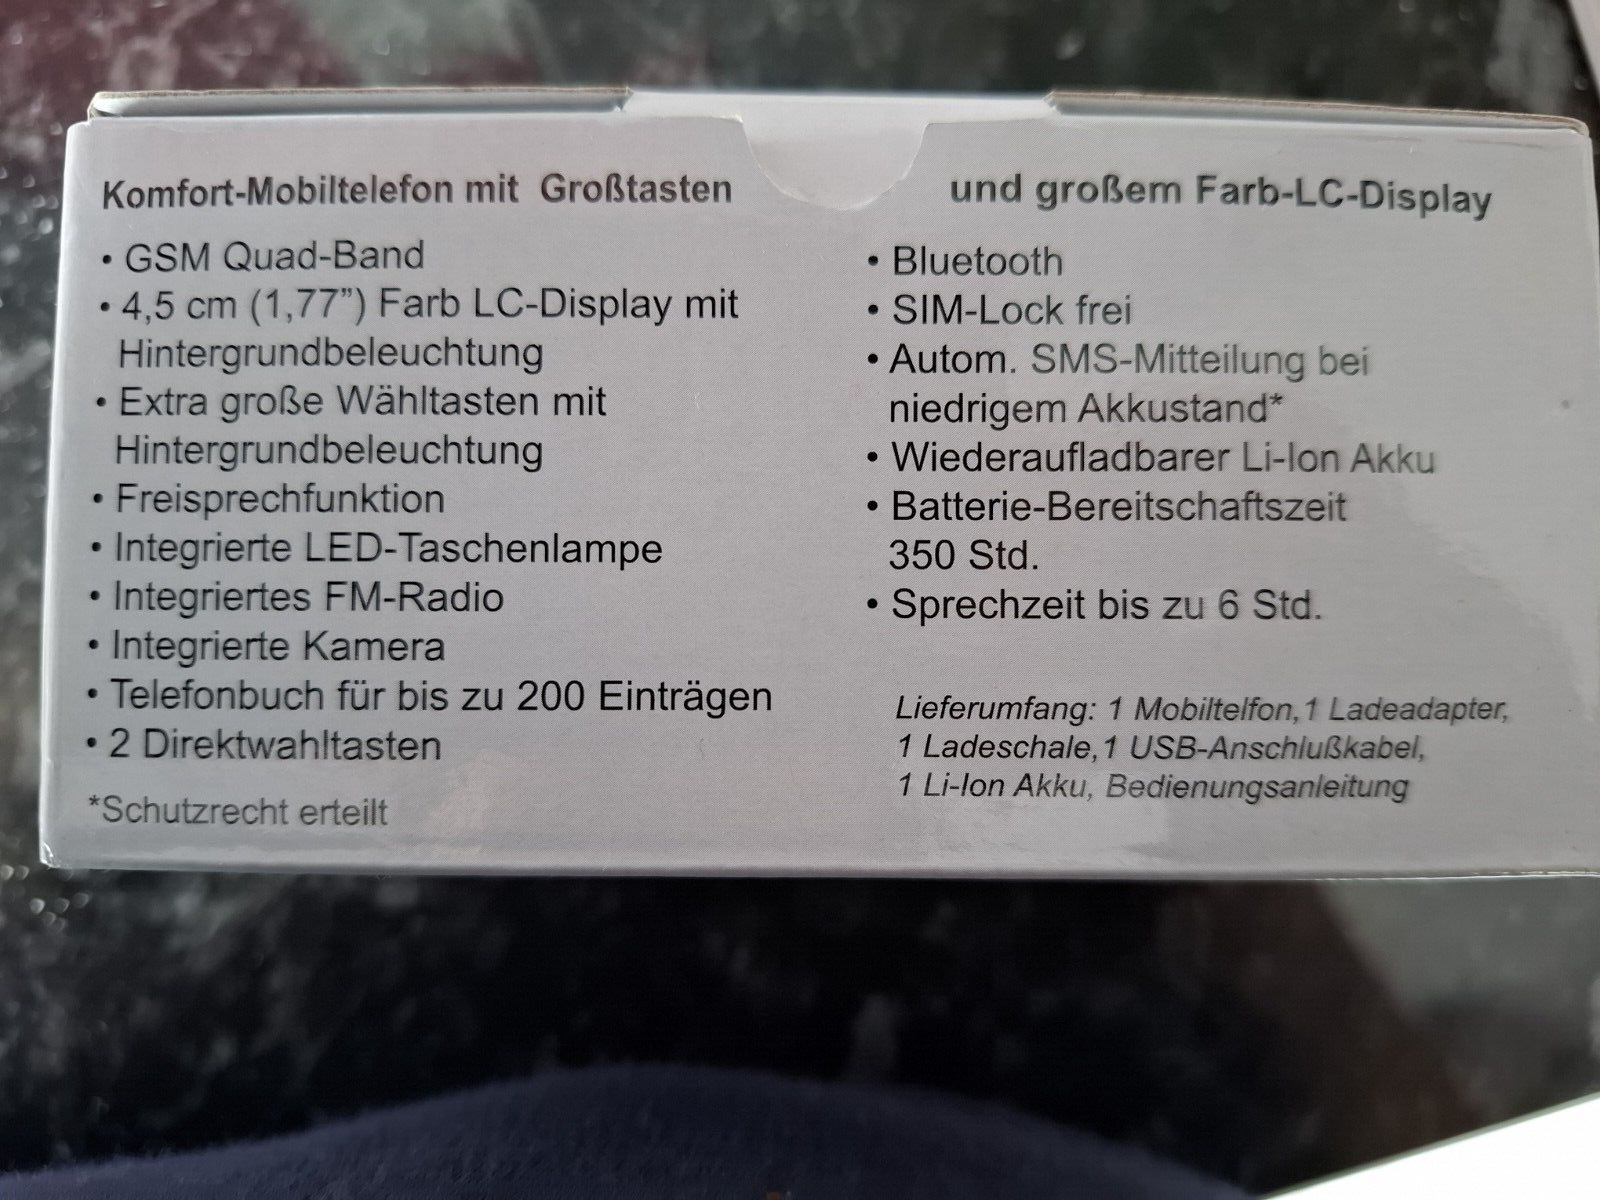 Komfort-Mobiltelefon mit Großtasten und großem Farb-LC-Display
• GSM Quad-Band
• 4,5 cm (1,77”) Farb LC-Display mit
Hintergrundbeleuchtung
• Extra große Wähltasten mit
Hintergrundbeleuchtung
• Freisprechfunktion
• Integrierte LED-Taschenlampe
• Integriertes FM-Radio
• Integrierte Kamera
• Telefonbuch für bis zu 200 Einträgen
• 2 Direktwahltasten
*Schutzrecht erteilt
• Bluetooth
• SIM-Lock frei
• Autom. SMS-Mitteilung bei
niedrigem Akkustand*
• Wiederaufladbarer Li-Ion Akku
• Batterie-Bereitschaftszeit
350 Std.
• Sprechzeit bis zu 6 Std.
Lieferumfang: 1 Mobiltelfon, 1 Ladeadapter,
1 Ladeschale, 1 USB-Anschlußkabel,
1 Li-Ion Akku, Bedienungsanleitung